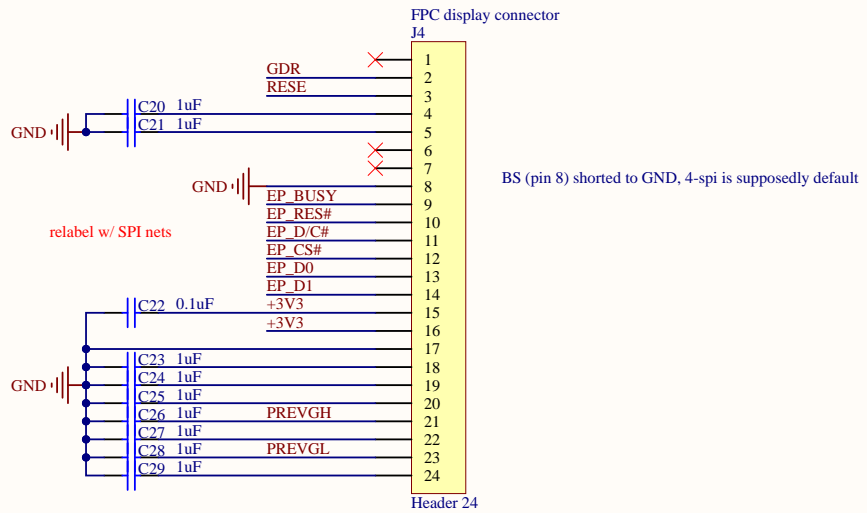 FPC display connector
J4
1
GDR 2
RESE 3
C20 1uF 4
GND C21 1uF 5
6
7
BS (pin 8) shorted to GND, 4-spi is supposedly default
GND 8
EP_BUSY 9
EP_RES# 10
relabel w/ SPI nets
EP_D/C# 11
EP_CS# 12
EP_D0 13
EP_D1 14
C22 0.1uF +3V3 15
+3V3 16
17
C23 1uF 18
GND C24 1uF 19
C25 1uF 20
C26 1uF PREVGH 21
C27 1uF 22
C28 1uF PREVGL 23
C29 1uF 24
Header 24